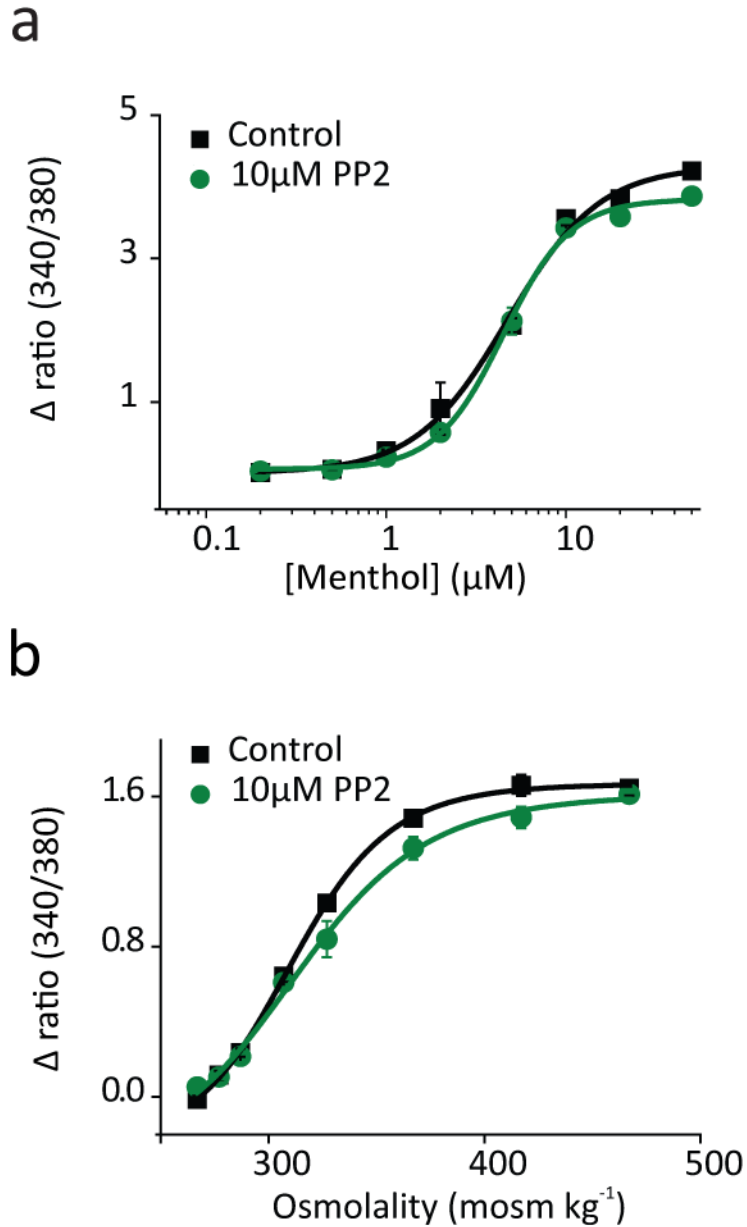 a
5
3
1
Δ ratio (340/380)
Control
10µM PP2
0.1
1
10
[Menthol] (µM)
b
1.6
0.8
0.0
Δ ratio (340/380)
Control
10µM PP2
300
400
500
Osmolality (mosm kg⁻¹)